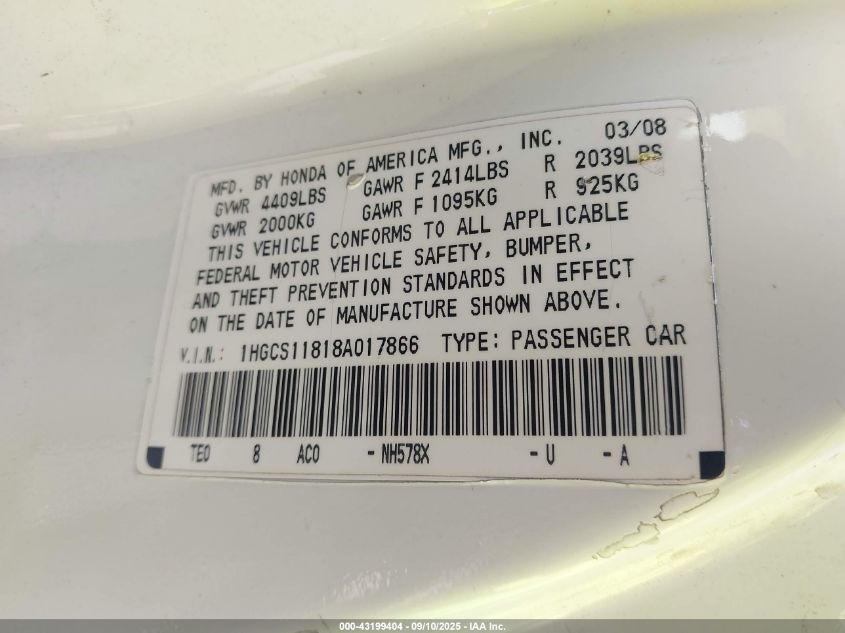 MFD. BY HONDA OF AMERICA MFG., INC. 03/08
GVWR 4409LBS GAWR F 2414LBS R 2039LBS
GVWR 2000KG GAWR F 1095KG R 925KG
THIS VEHICLE CONFORMS TO ALL APPLICABLE
FEDERAL MOTOR VEHICLE SAFETY, BUMPER,
AND THEFT PREVENTION STANDARDS IN EFFECT
ON THE DATE OF MANUFACTURE SHOWN ABOVE.
V.I.N.: 1HGCS11818A017866 TYPE: PASSENGER CAR
TE0 8 AC0 -NH578X -U -A
000-43199404 - 09/10/2025 - IAA Inc.